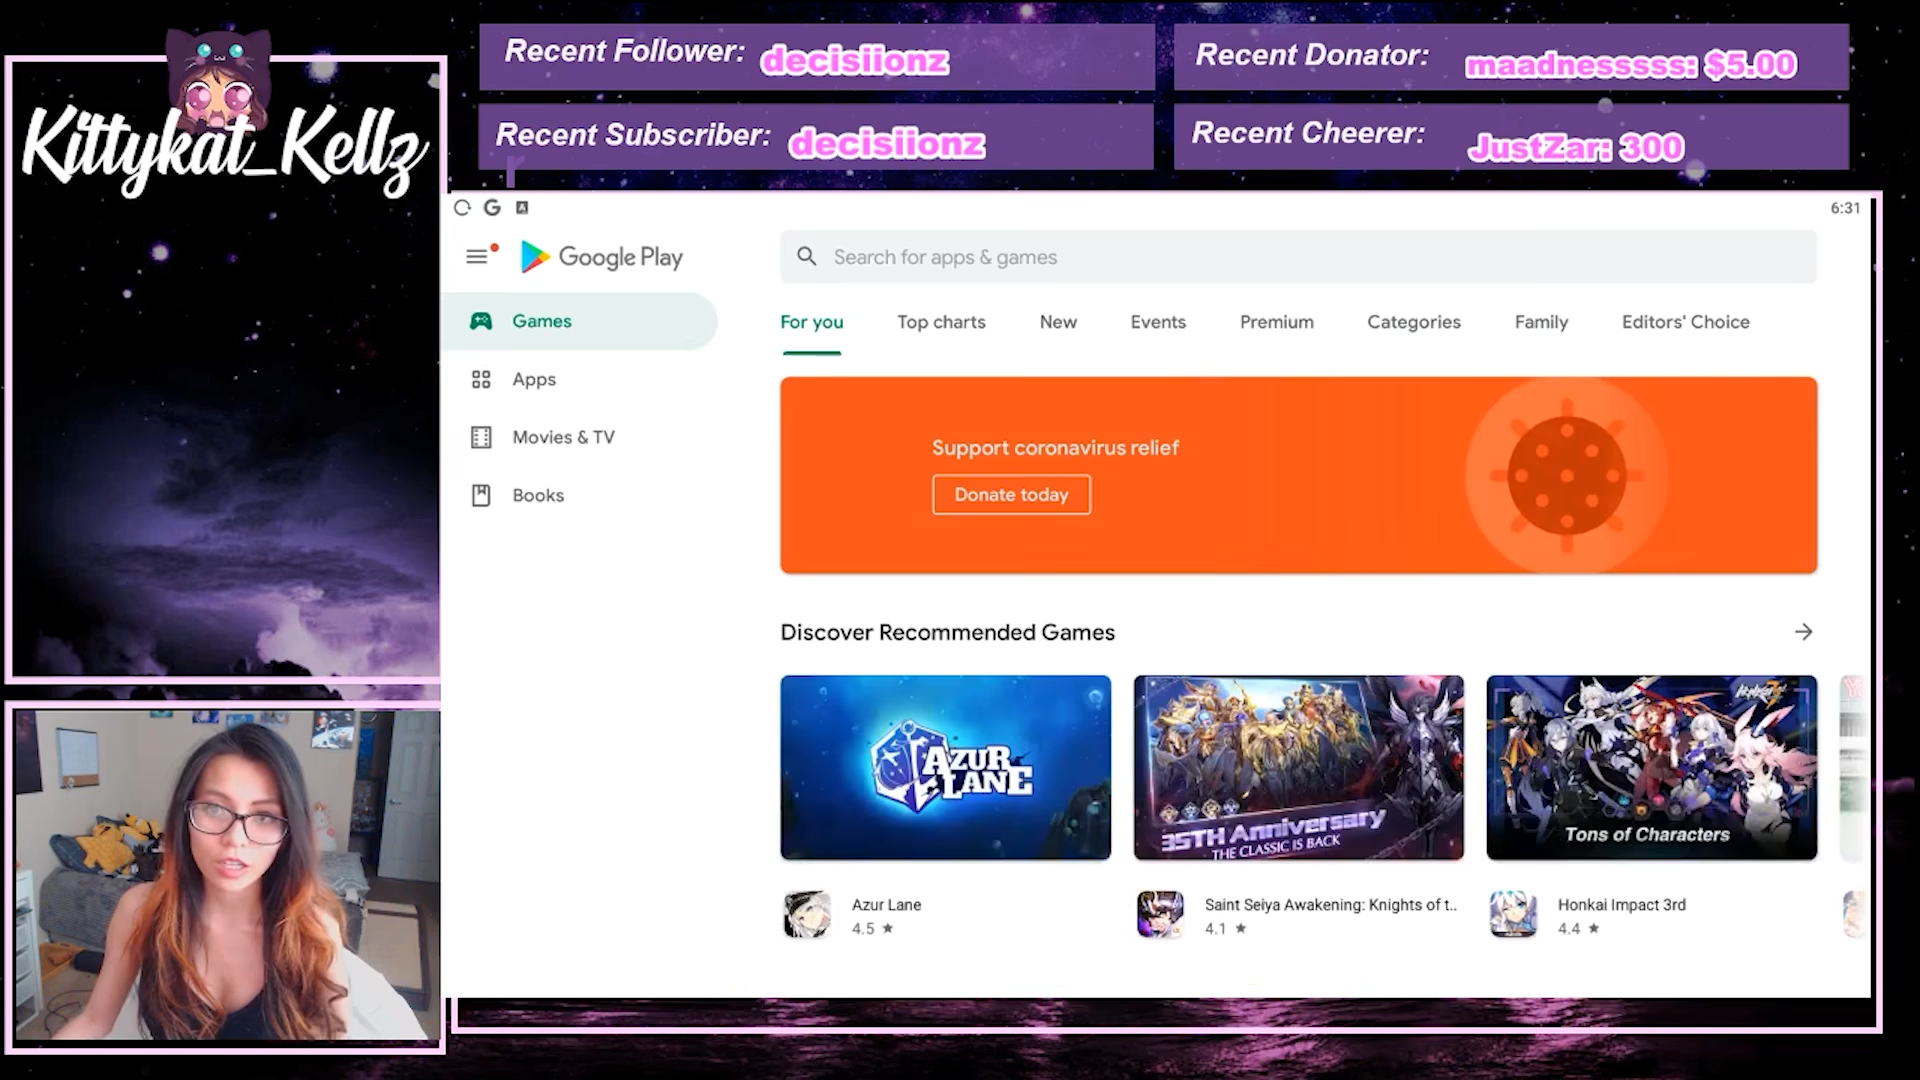 Kittykat_Kellz
Recent Follower: decisiionz
Recent Donator: maadnesssss: $5.00
Recent Subscriber: decisiionz
Recent Cheerer: JustZar: 300
6:31
Google Play
Search for apps & games
Games
Apps
Movies & TV
Books
For you
Top charts
New
Events
Premium
Categories
Family
Editors' Choice
Support coronavirus relief
Donate today
Discover Recommended Games
AZUR
LANE
35TH Anniversary
THE CLASSIC IS BACK
Tons of Characters
Azur Lane
4.5 ★
Saint Seiya Awakening: Knights of t..
4.1 ★
Honkai Impact 3rd
4.4 ★